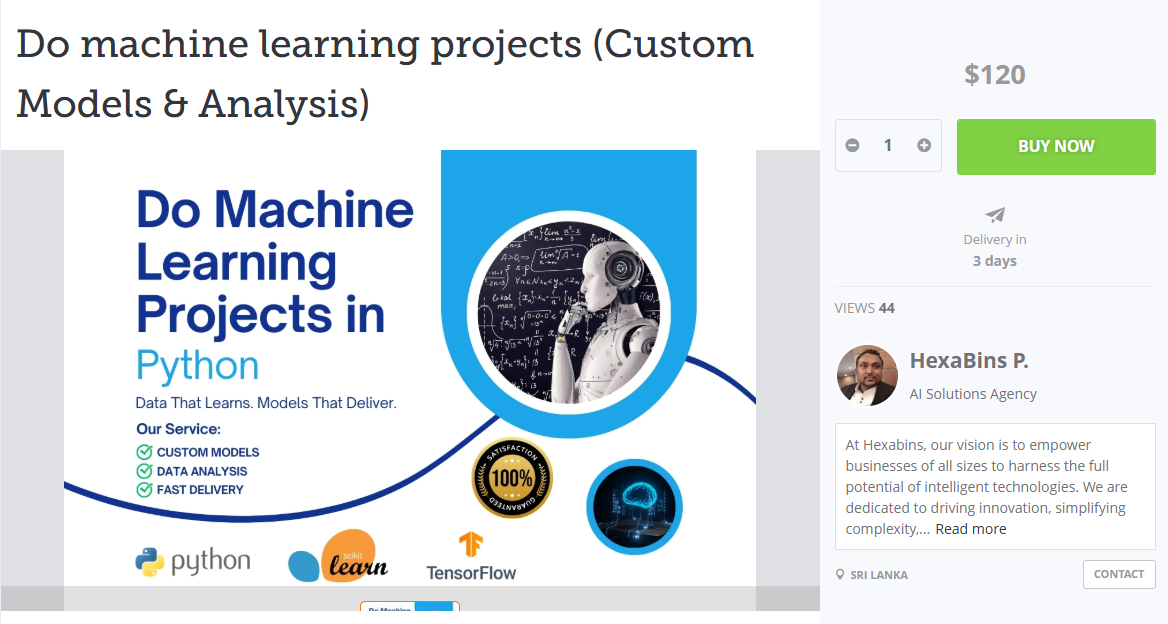 Do machine learning projects (Custom
Models & Analysis)
Do Machine
Learning
Projects in
Python
Data That Learns. Models That Deliver.
Our Service:
CUSTOM MODELS
DATA ANALYSIS
FAST DELIVERY
SATISFACTION
100%
GUARANTEED
python
scikit
learn
TensorFlow
Do Machine
$120
1
BUY NOW
Delivery in
3 days
VIEWS 44
HexaBins P.
AI Solutions Agency
At Hexabins, our vision is to empower
businesses of all sizes to harness the full
potential of intelligent technologies. We are
dedicated to driving innovation, simplifying
complexity,... Read more
SRI LANKA
CONTACT